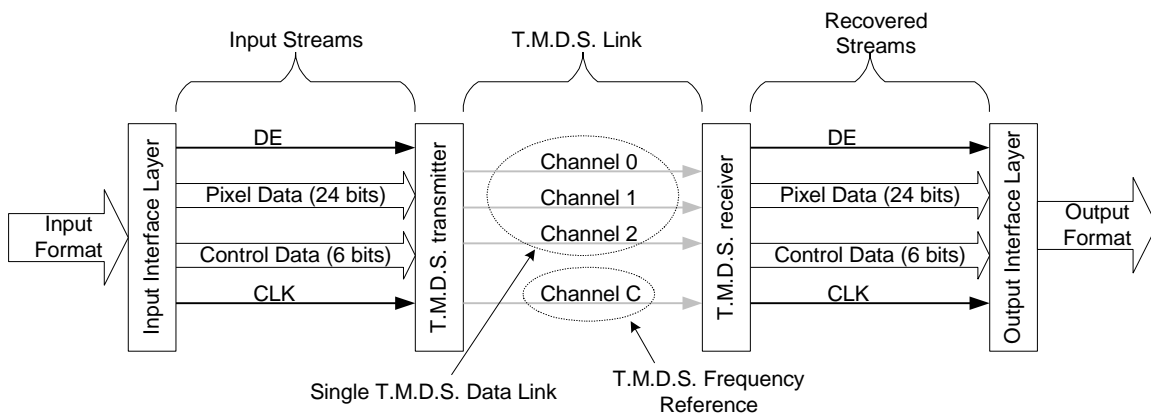 Input Streams
T.M.D.S. Link
Recovered
Streams
Input
Format
Input Interface Layer
DE
Pixel Data (24 bits)
Control Data (6 bits)
CLK
T.M.D.S. transmitter
Channel 0
Channel 1
Channel 2
Channel C
T.M.D.S. receiver
DE
Pixel Data (24 bits)
Control Data (6 bits)
CLK
Output Interface Layer
Output
Format
Single T.M.D.S. Data Link
T.M.D.S. Frequency
Reference